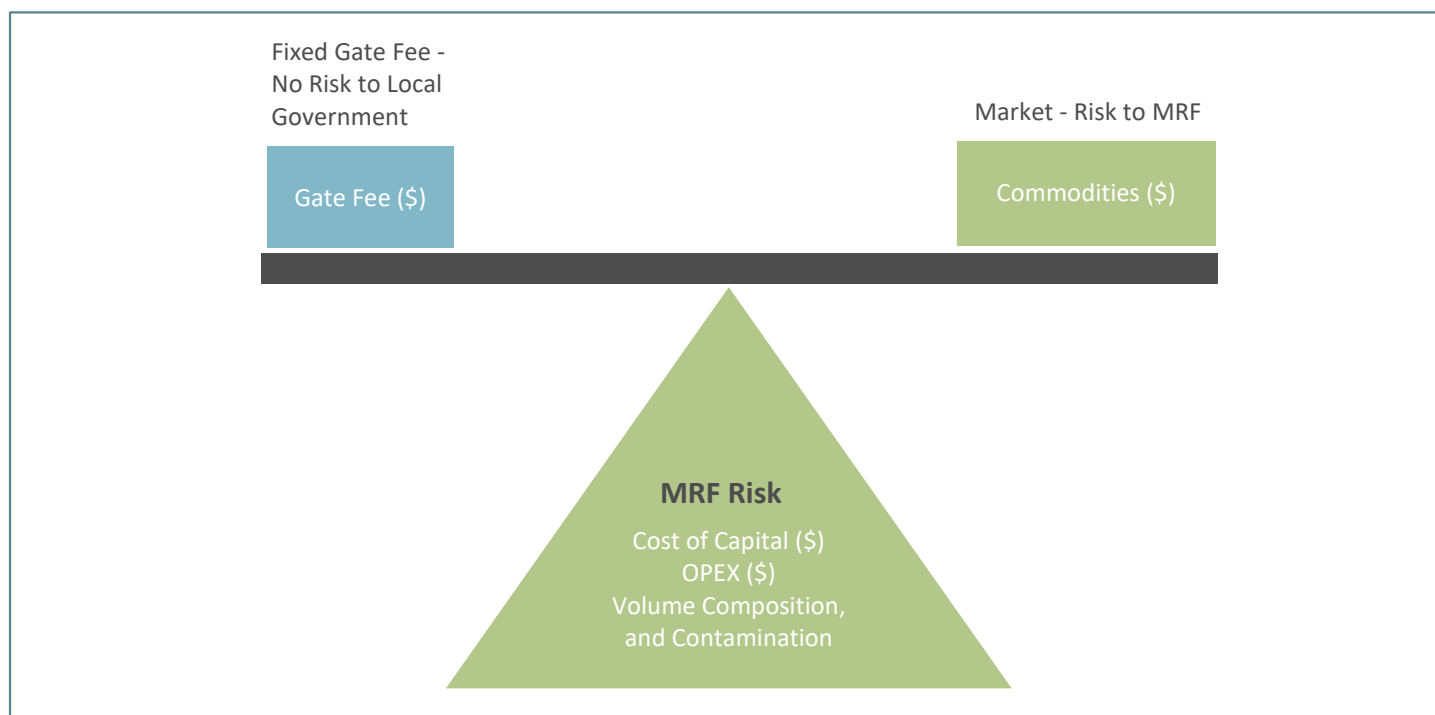 Fixed Gate Fee -
No Risk to Local
Government
Market - Risk to MRF
Gate Fee ($)
Commodities ($)
MRF Risk
Cost of Capital ($)
OPEX ($)
Volume Composition,
and Contamination